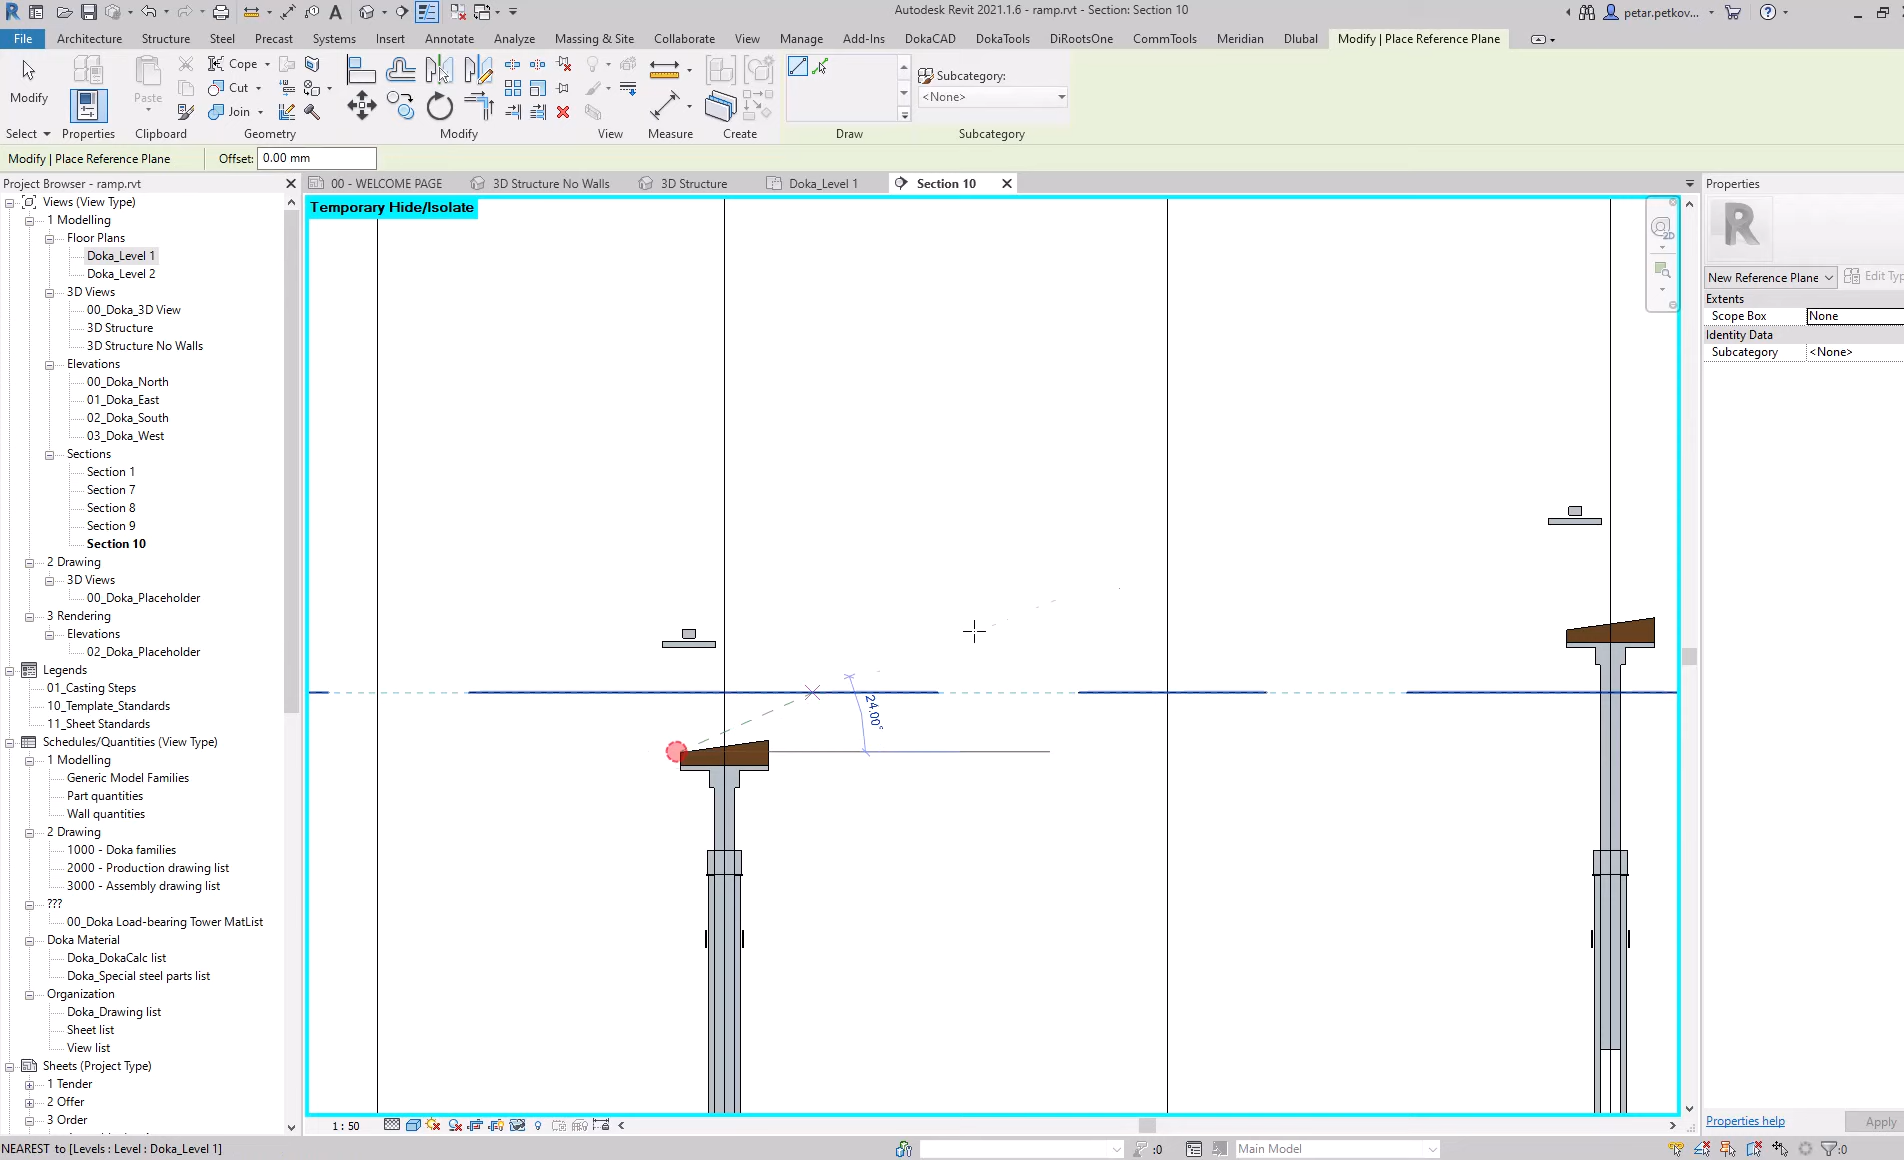 Autodesk Revit 2021.1.6 - ramp.rvt - Section: Section 10
petar.petkov...
File Architecture Structure Steel Precast Systems Insert Annotate Analyze Massing & Site Collaborate View Manage Add-Ins DokaCAD DokaTools DiRootsOne CommTools Meridian Dlubal Modify | Place Reference Plane
Modify
Paste
Cope
Cut
Join
Subcategory:
<None>
Select Properties Clipboard Geometry Modify View Measure Create Draw Subcategory
Modify | Place Reference Plane Offset: 0.00 mm
Project Browser - ramp.rvt
00 - WELCOME PAGE
3D Structure No Walls
3D Structure
Doka_Level 1
Section 10
Properties
Views (View Type)
1 Modelling
Floor Plans
Doka_Level 1
Doka_Level 2
3D Views
00_Doka_3D View
3D Structure
3D Structure No Walls
Elevations
00_Doka_North
01_Doka_East
02_Doka_South
03_Doka_West
Sections
Section 1
Section 7
Section 8
Section 9
Section 10
2 Drawing
3D Views
00_Doka_Placeholder
3 Rendering
Elevations
02_Doka_Placeholder
Legends
01_Casting Steps
10_Template_Standards
11_Sheet Standards
Schedules/Quantities (View Type)
1 Modelling
Generic Model Families
Part quantities
Wall quantities
2 Drawing
1000 - Doka families
2000 - Production drawing list
3000 - Assembly drawing list
???
00_Doka Load-bearing Tower MatList
Doka Material
Doka_DokaCalc list
Doka_Special steel parts list
Organization
Doka_Drawing list
Sheet list
View list
Sheets (Project Type)
1 Tender
2 Offer
3 Order
Temporary Hide/Isolate
2D
24.00°
R
New Reference Plane Edit Typ
Extents
Scope Box None
Identity Data
Subcategory <None>
1 : 50
Properties help Apply
NEAREST to [Levels : Level : Doka_Level 1]
:0
Main Model
:0